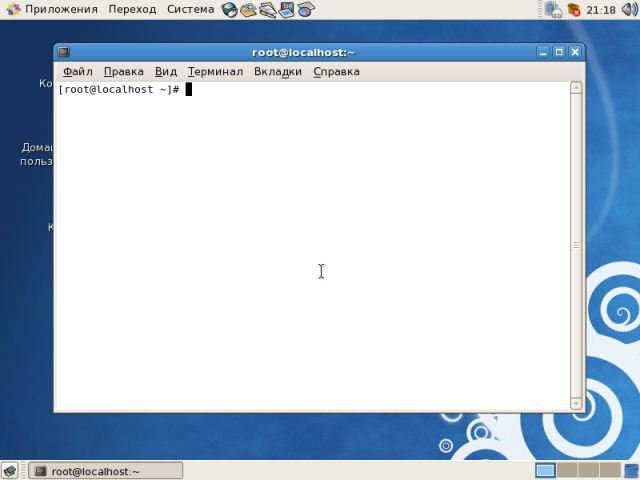 Приложения Переход Система 21:18
root@localhost:~
Файл Правка Вид Терминал Вкладки Справка
[root@localhost ~]#
root@localhost:~